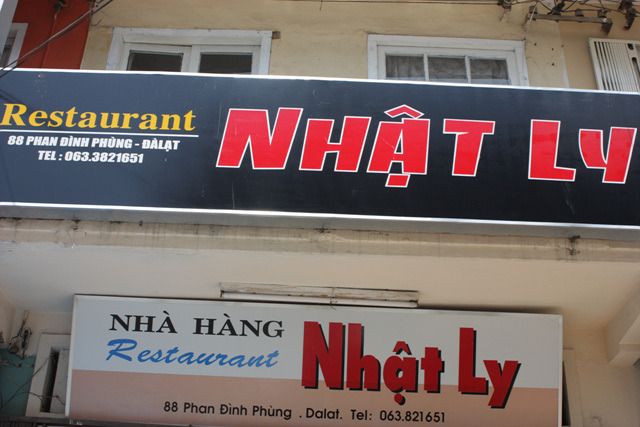 Restaurant
88 PHAN ĐÌNH PHÙNG - ĐÀLẠT
TEL : 063.3821651
NHẬT LY
NHÀ HÀNG
Restaurant
Nhật Ly
88 Phan Đình Phùng . Dalat. Tel: 063.821651